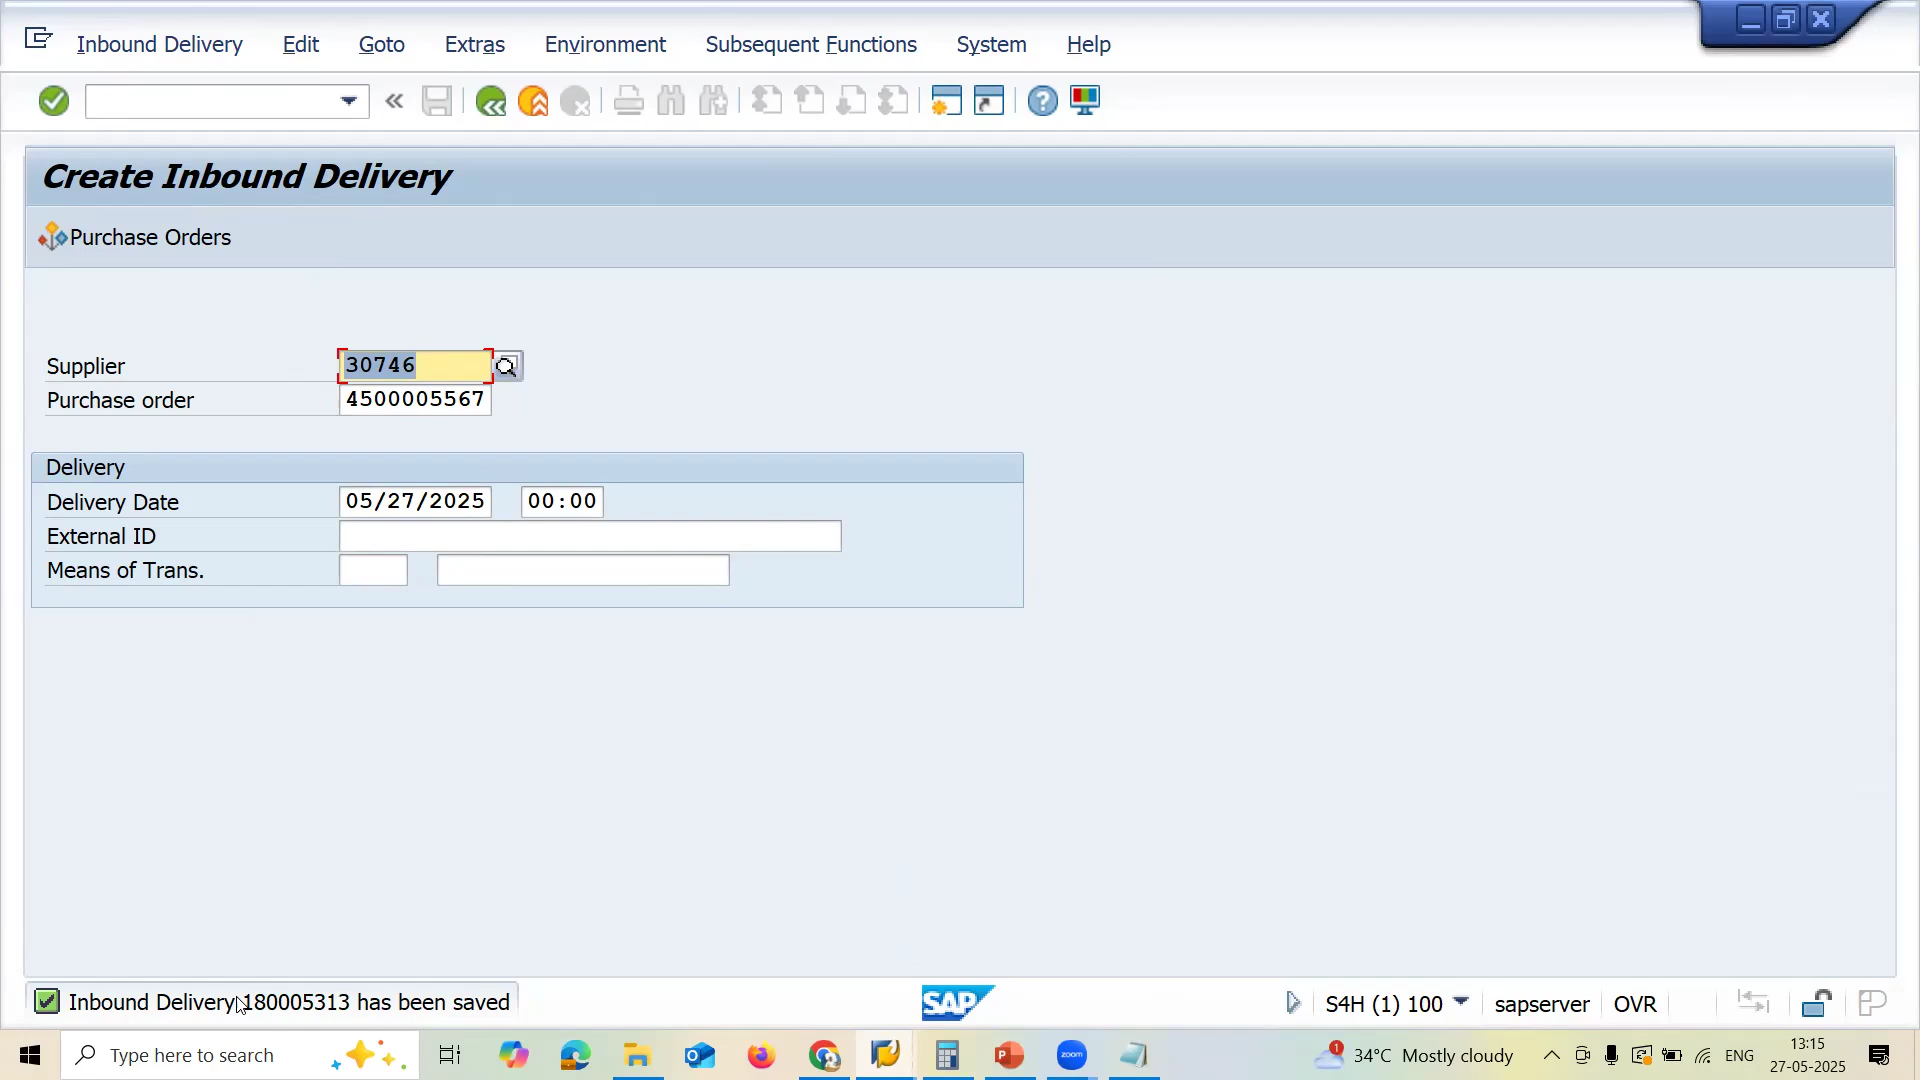 Inbound Delivery Edit Goto Extras Environment Subsequent Functions System Help
Create Inbound Delivery
Purchase Orders
Supplier 30746
Purchase order 4500005567
Delivery
Delivery Date 05/27/2025 00:00
External ID
Means of Trans.
Inbound Delivery 180005313 has been saved
SAP
S4H (1) 100 sapserver OVR
Type here to search
zoom
1
34°C Mostly cloudy
ENG
13:15
27-05-2025